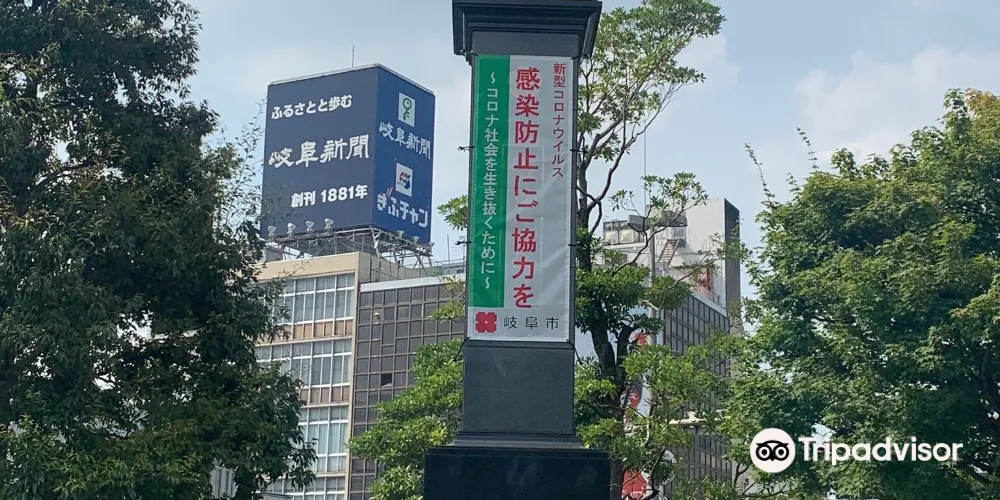 ふるさとと歩む
岐阜新聞
創刊 1881年
岐阜新聞
ぎふチャン
新型コロナウイルス
感染防止にご協力を
～コロナ社会を生き抜くために～
岐阜市
Tripadvisor